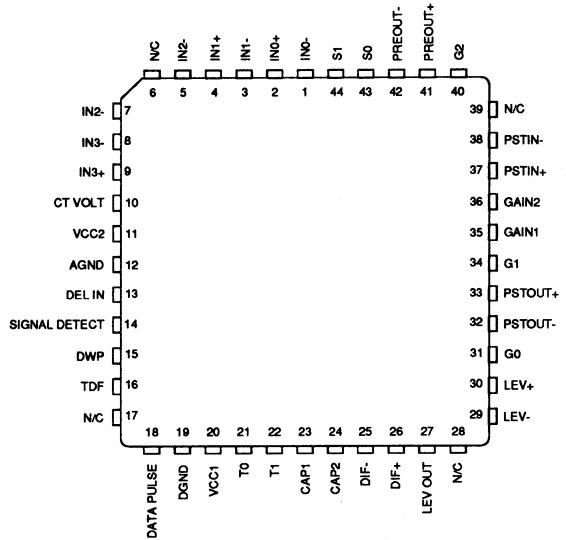 N/C
IN2-
IN1+
IN1-
IN0+
IN0-
S1
S0
PREOUT-
PREOUT+
G2
6 5 4 3 2 1 44 43 42 41 40
IN2- 7
IN3- 8
IN3+ 9
CT VOLT 10
VCC2 11
AGND 12
DEL IN 13
SIGNAL DETECT 14
DWP 15
TDF 16
N/C 17
39 N/C
38 PSTIN-
37 PSTIN+
36 GAIN2
35 GAIN1
34 G1
33 PSTOUT+
32 PSTOUT-
31 G0
30 LEV+
29 LEV-
18 19 20 21 22 23 24 25 26 27 28
DATA PULSE
DGND
VCC1
T0
T1
CAP1
CAP2
DIF-
DIF+
LEV OUT
N/C